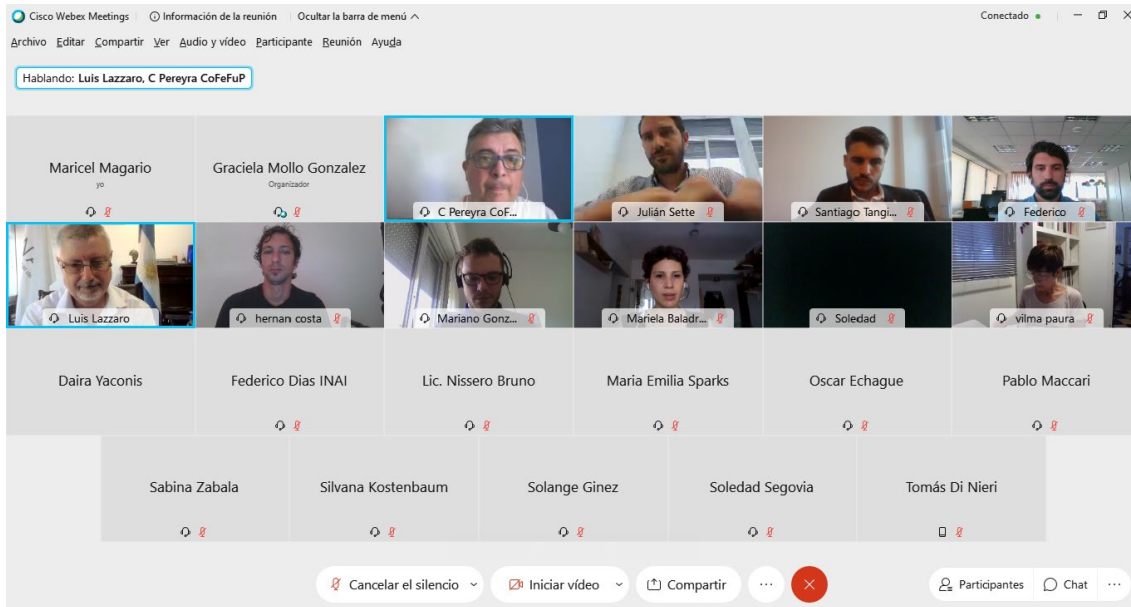 Cisco Webex Meetings
Información de la reunión
Ocultar la barra de menú
Conectado
Archivo Editar Compartir Ver Audio y vídeo Participante Reunión Ayuda
Hablando: Luis Lazzaro, C Pereyra CoFeFuP
Maricel Magario
yo
Graciela Mollo Gonzalez
Organizador
C Pereyra CoF...
Julián Sette
Santiago Tangi...
Federico
Luis Lazzaro
hernan costa
Mariano Gonz...
Mariela Baladr...
Soledad
vilma paura
Daira Yaconis
Federico Dias INAI
Lic. Nissero Bruno
Maria Emilia Sparks
Oscar Echague
Pablo Maccari
Sabina Zabala
Silvana Kostenbaum
Solange Ginez
Soledad Segovia
Tomás Di Nieri
Cancelar el silencio
Iniciar vídeo
Compartir
Participantes
Chat